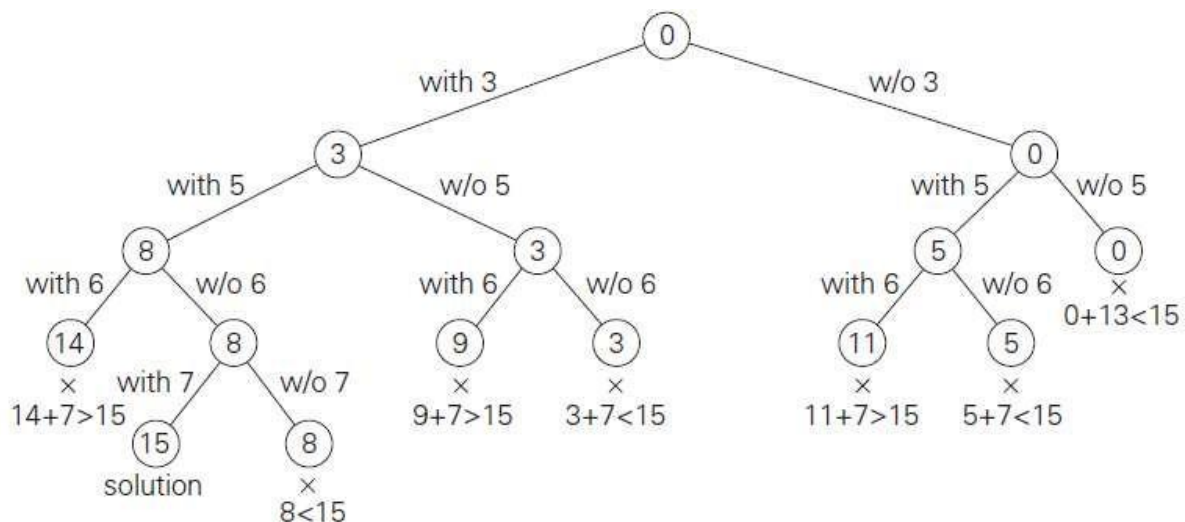 0
with 3 w/o 3
3 0
with 5 w/o 5 with 5 w/o 5
8 3 5 0
with 6 w/o 6 with 6 w/o 6 with 6 w/o 6 ×
0+13<15
14 8 9 3 11 5
× with 7 w/o 7 × × × ×
14+7>15 9+7>15 3+7<15 11+7>15 5+7<15
15 8
solution ×
8<15